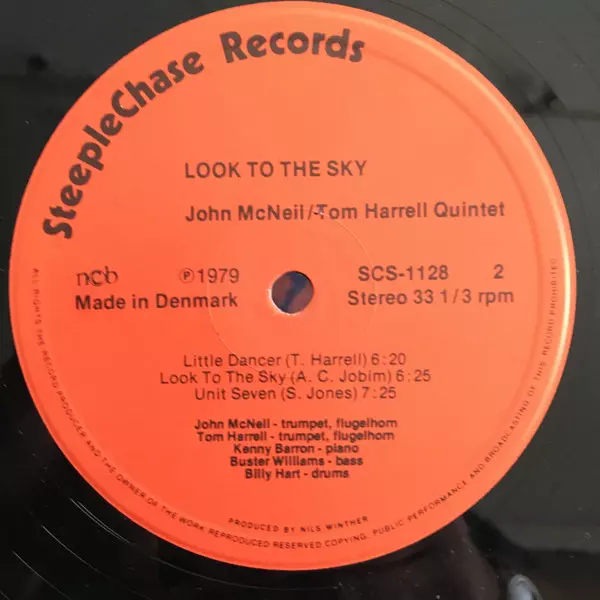 SteepleChase Records
LOOK TO THE SKY
John McNeil/Tom Harrell Quintet
ncb ℗1979 SCS-1128 2
Made in Denmark Stereo 33 1/3 rpm
Little Dancer (T. Harrell) 6:20
Look To The Sky (A. C. Jobim) 6:25
Unit Seven (S. Jones) 7:25
John McNeil - trumpet, flugelhorn
Tom Harrell - trumpet, flugelhorn
Kenny Barron - piano
Buster Williams - bass
Billy Hart - drums
PRODUCED BY NILS WINTHER
ALL RIGHTS THE RECORD PRODUCER AND THE OWNER OF THE WORK REPRODUCED RESERVED COPYING, PUBLIC PERFORMANCE AND BROADCASTING OF THIS RECORD PROHIBITED